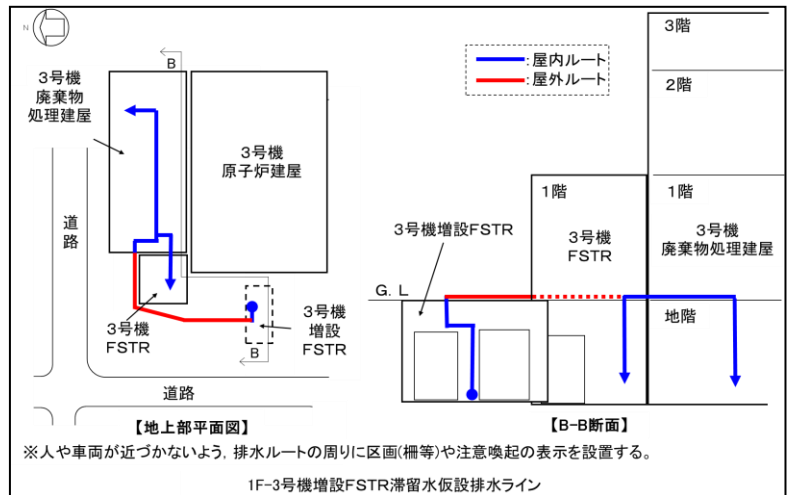 N
B
3号機
廃棄物
処理建屋
3号機
原子炉建屋
道路
3号機
FSTR
3号機
増設
FSTR
B
道路
【地上部平面図】
:屋内ルート
:屋外ルート
3階
2階
1階
1階
3号機増設FSTR
3号機
FSTR
3号機
廃棄物処理建屋
G. L
地階
【B-B断面】
※人や車両が近づかないよう, 排水ルートの周りに区画(柵等)や注意喚起の表示を設置する。
1F-3号機増設FSTR滞留水仮設排水ライン